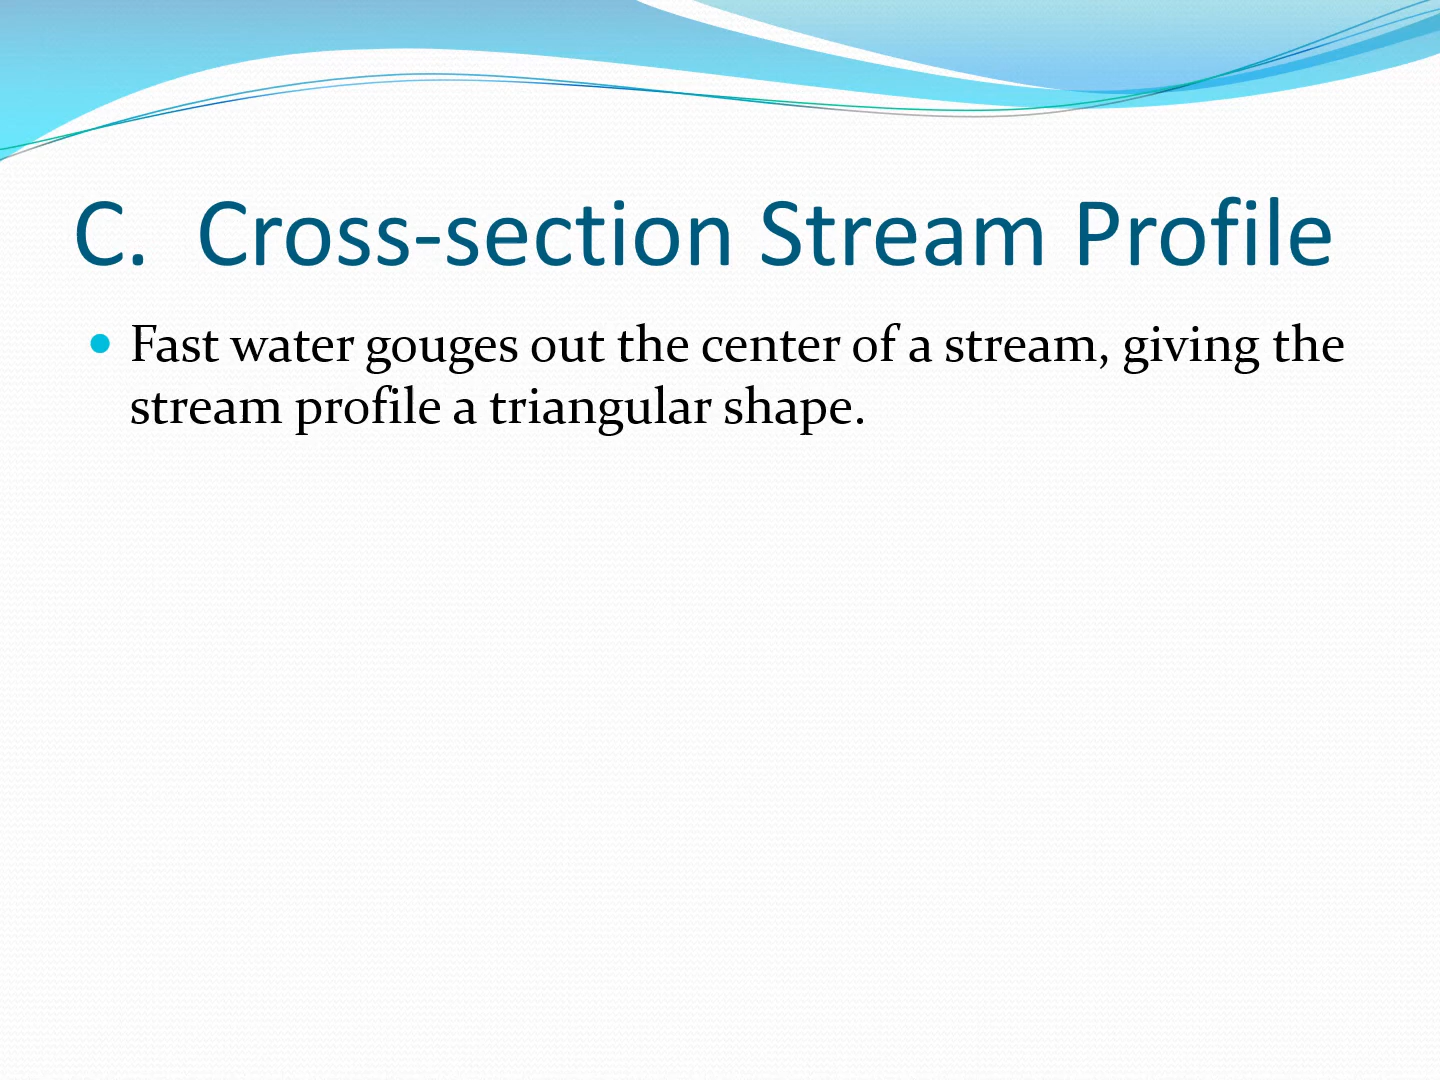 C.  Cross-section Stream Profile
• Fast water gouges out the center of a stream, giving the
stream profile a triangular shape.